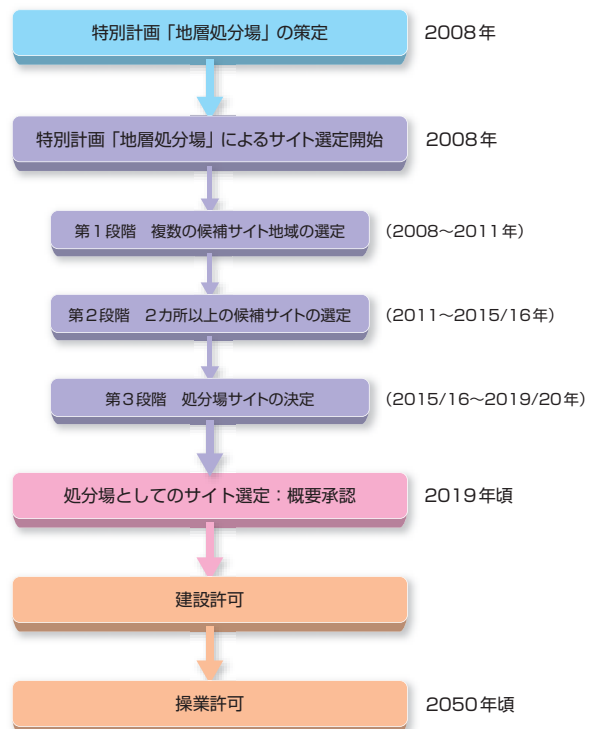 特別計画「地層処分場」の策定 2008年
特別計画「地層処分場」によるサイト選定開始 2008年
第1段階 複数の候補サイト地域の選定 （2008～2011年）
第2段階 2カ所以上の候補サイトの選定 （2011～2015/16年）
第3段階 処分場サイトの決定 （2015/16～2019/20年）
処分場としてのサイト選定：概要承認 2019年頃
建設許可
操業許可 2050年頃